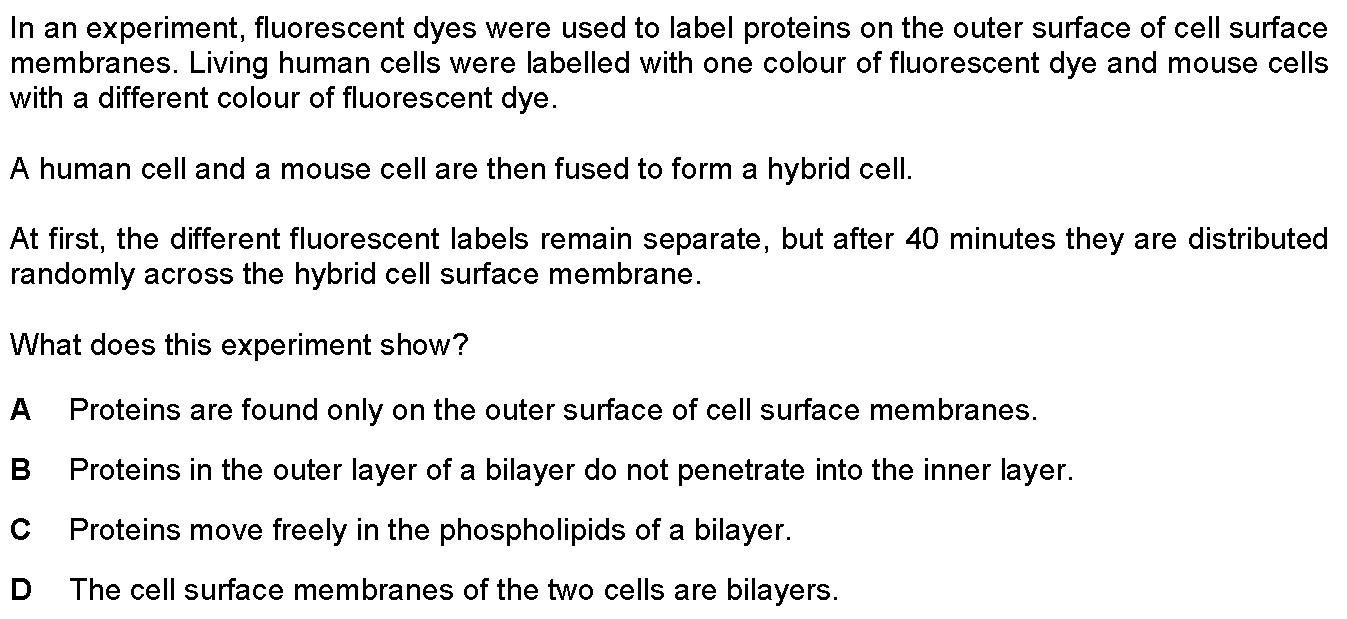 In an experiment, fluorescent dyes were used to label proteins on the outer surface of cell surface
membranes. Living human cells were labelled with one colour of fluorescent dye and mouse cells
with a different colour of fluorescent dye.
A human cell and a mouse cell are then fused to form a hybrid cell.
At first, the different fluorescent labels remain separate, but after 40 minutes they are distributed
randomly across the hybrid cell surface membrane.
What does this experiment show?
A Proteins are found only on the outer surface of cell surface membranes.
B Proteins in the outer layer of a bilayer do not penetrate into the inner layer.
C Proteins move freely in the phospholipids of a bilayer.
D The cell surface membranes of the two cells are bilayers.